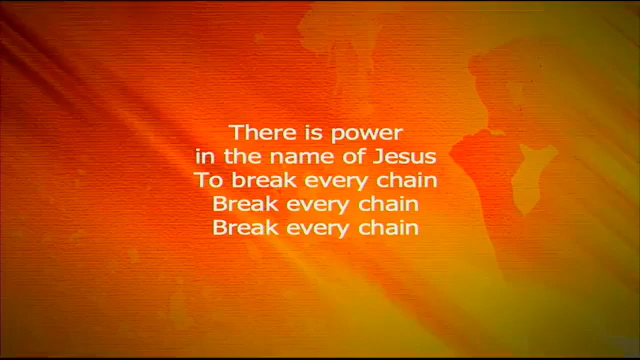 There is power
in the name of Jesus
To break every chain
Break every chain
Break every chain